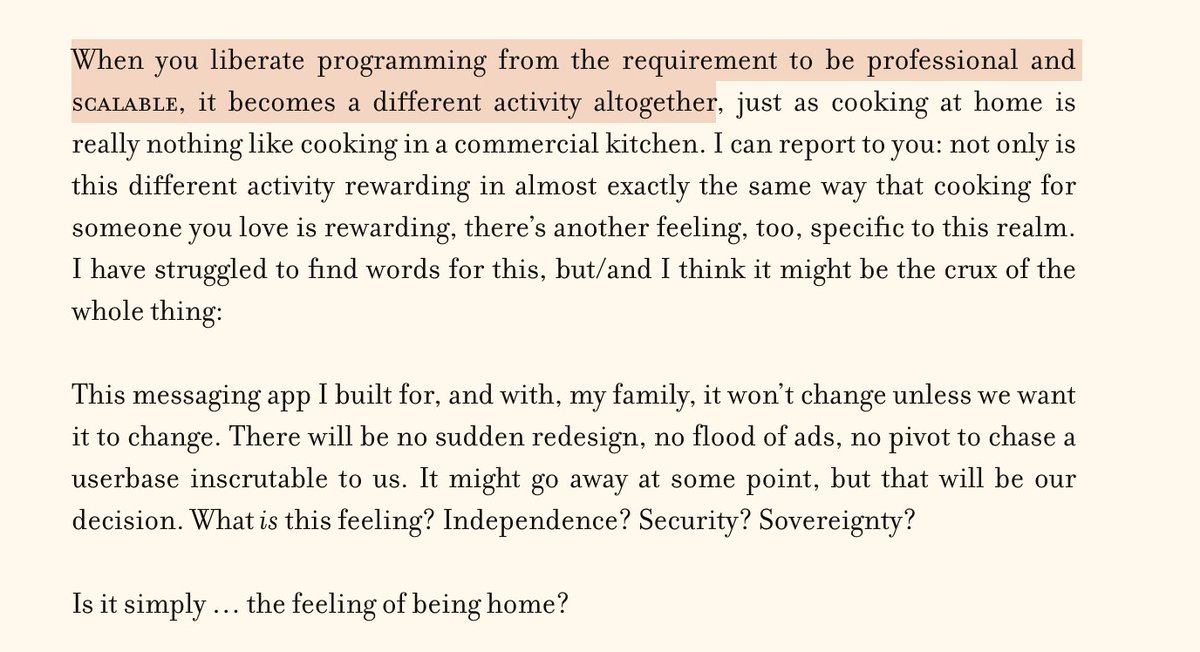 When you liberate programming from the requirement to be professional and
SCALABLE, it becomes a different activity altogether, just as cooking at home is
really nothing like cooking in a commercial kitchen. I can report to you: not only is
this different activity rewarding in almost exactly the same way that cooking for
someone you love is rewarding, there’s another feeling, too, specific to this realm.
I have struggled to find words for this, but/and I think it might be the crux of the
whole thing:
This messaging app I built for, and with, my family, it won’t change unless we want
it to change. There will be no sudden redesign, no flood of ads, no pivot to chase a
userbase inscrutable to us. It might go away at some point, but that will be our
decision. What is this feeling? Independence? Security? Sovereignty?
Is it simply … the feeling of being home?